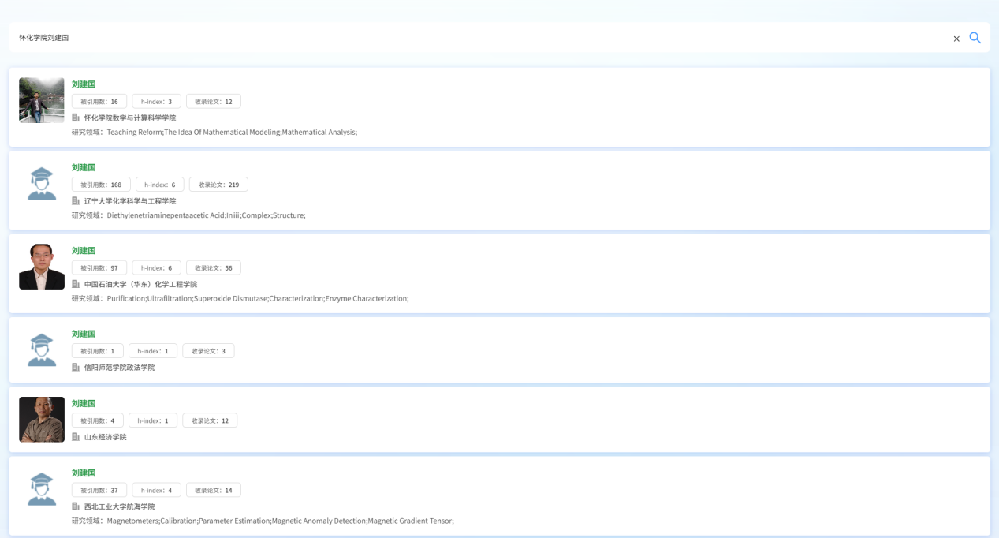 怀化学院刘建国
刘建国
被引用数：16 h-index：3 收录论文：12
怀化学院数学与计算科学学院
研究领域：Teaching Reform;The Idea Of Mathematical Modeling;Mathematical Analysis;
刘建国
被引用数：168 h-index：6 收录论文：219
辽宁大学化学科学与工程学院
研究领域：Diethylenetriaminepentaacetic Acid;Iniii;Complex;Structure;
刘建国
被引用数：97 h-index：6 收录论文：56
中国石油大学（华东）化学工程学院
研究领域：Purification;Ultrafiltration;Superoxide Dismutase;Characterization;Enzyme Characterization;
刘建国
被引用数：1 h-index：1 收录论文：3
信阳师范学院政法学院
刘建国
被引用数：4 h-index：1 收录论文：12
山东经济学院
刘建国
被引用数：37 h-index：4 收录论文：14
西北工业大学航海学院
研究领域：Magnetometers;Calibration;Parameter Estimation;Magnetic Anomaly Detection;Magnetic Gradient Tensor;